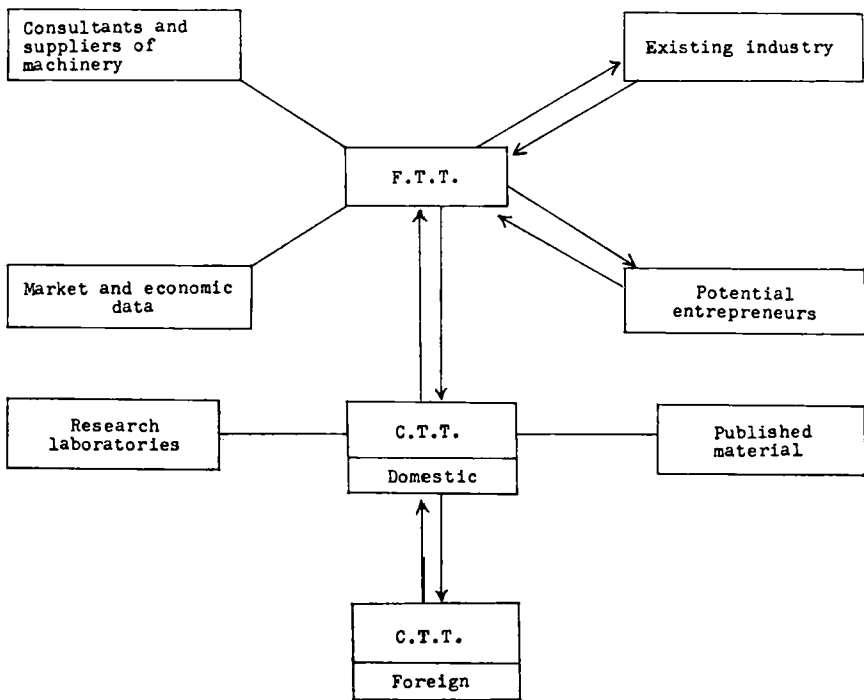 Consultants and
suppliers of
machinery
Existing industry
F.T.T.
Market and economic
data
Potential
entrepreneurs
Research
laboratories
C.T.T.
Domestic
Published
material
C.T.T.
Foreign